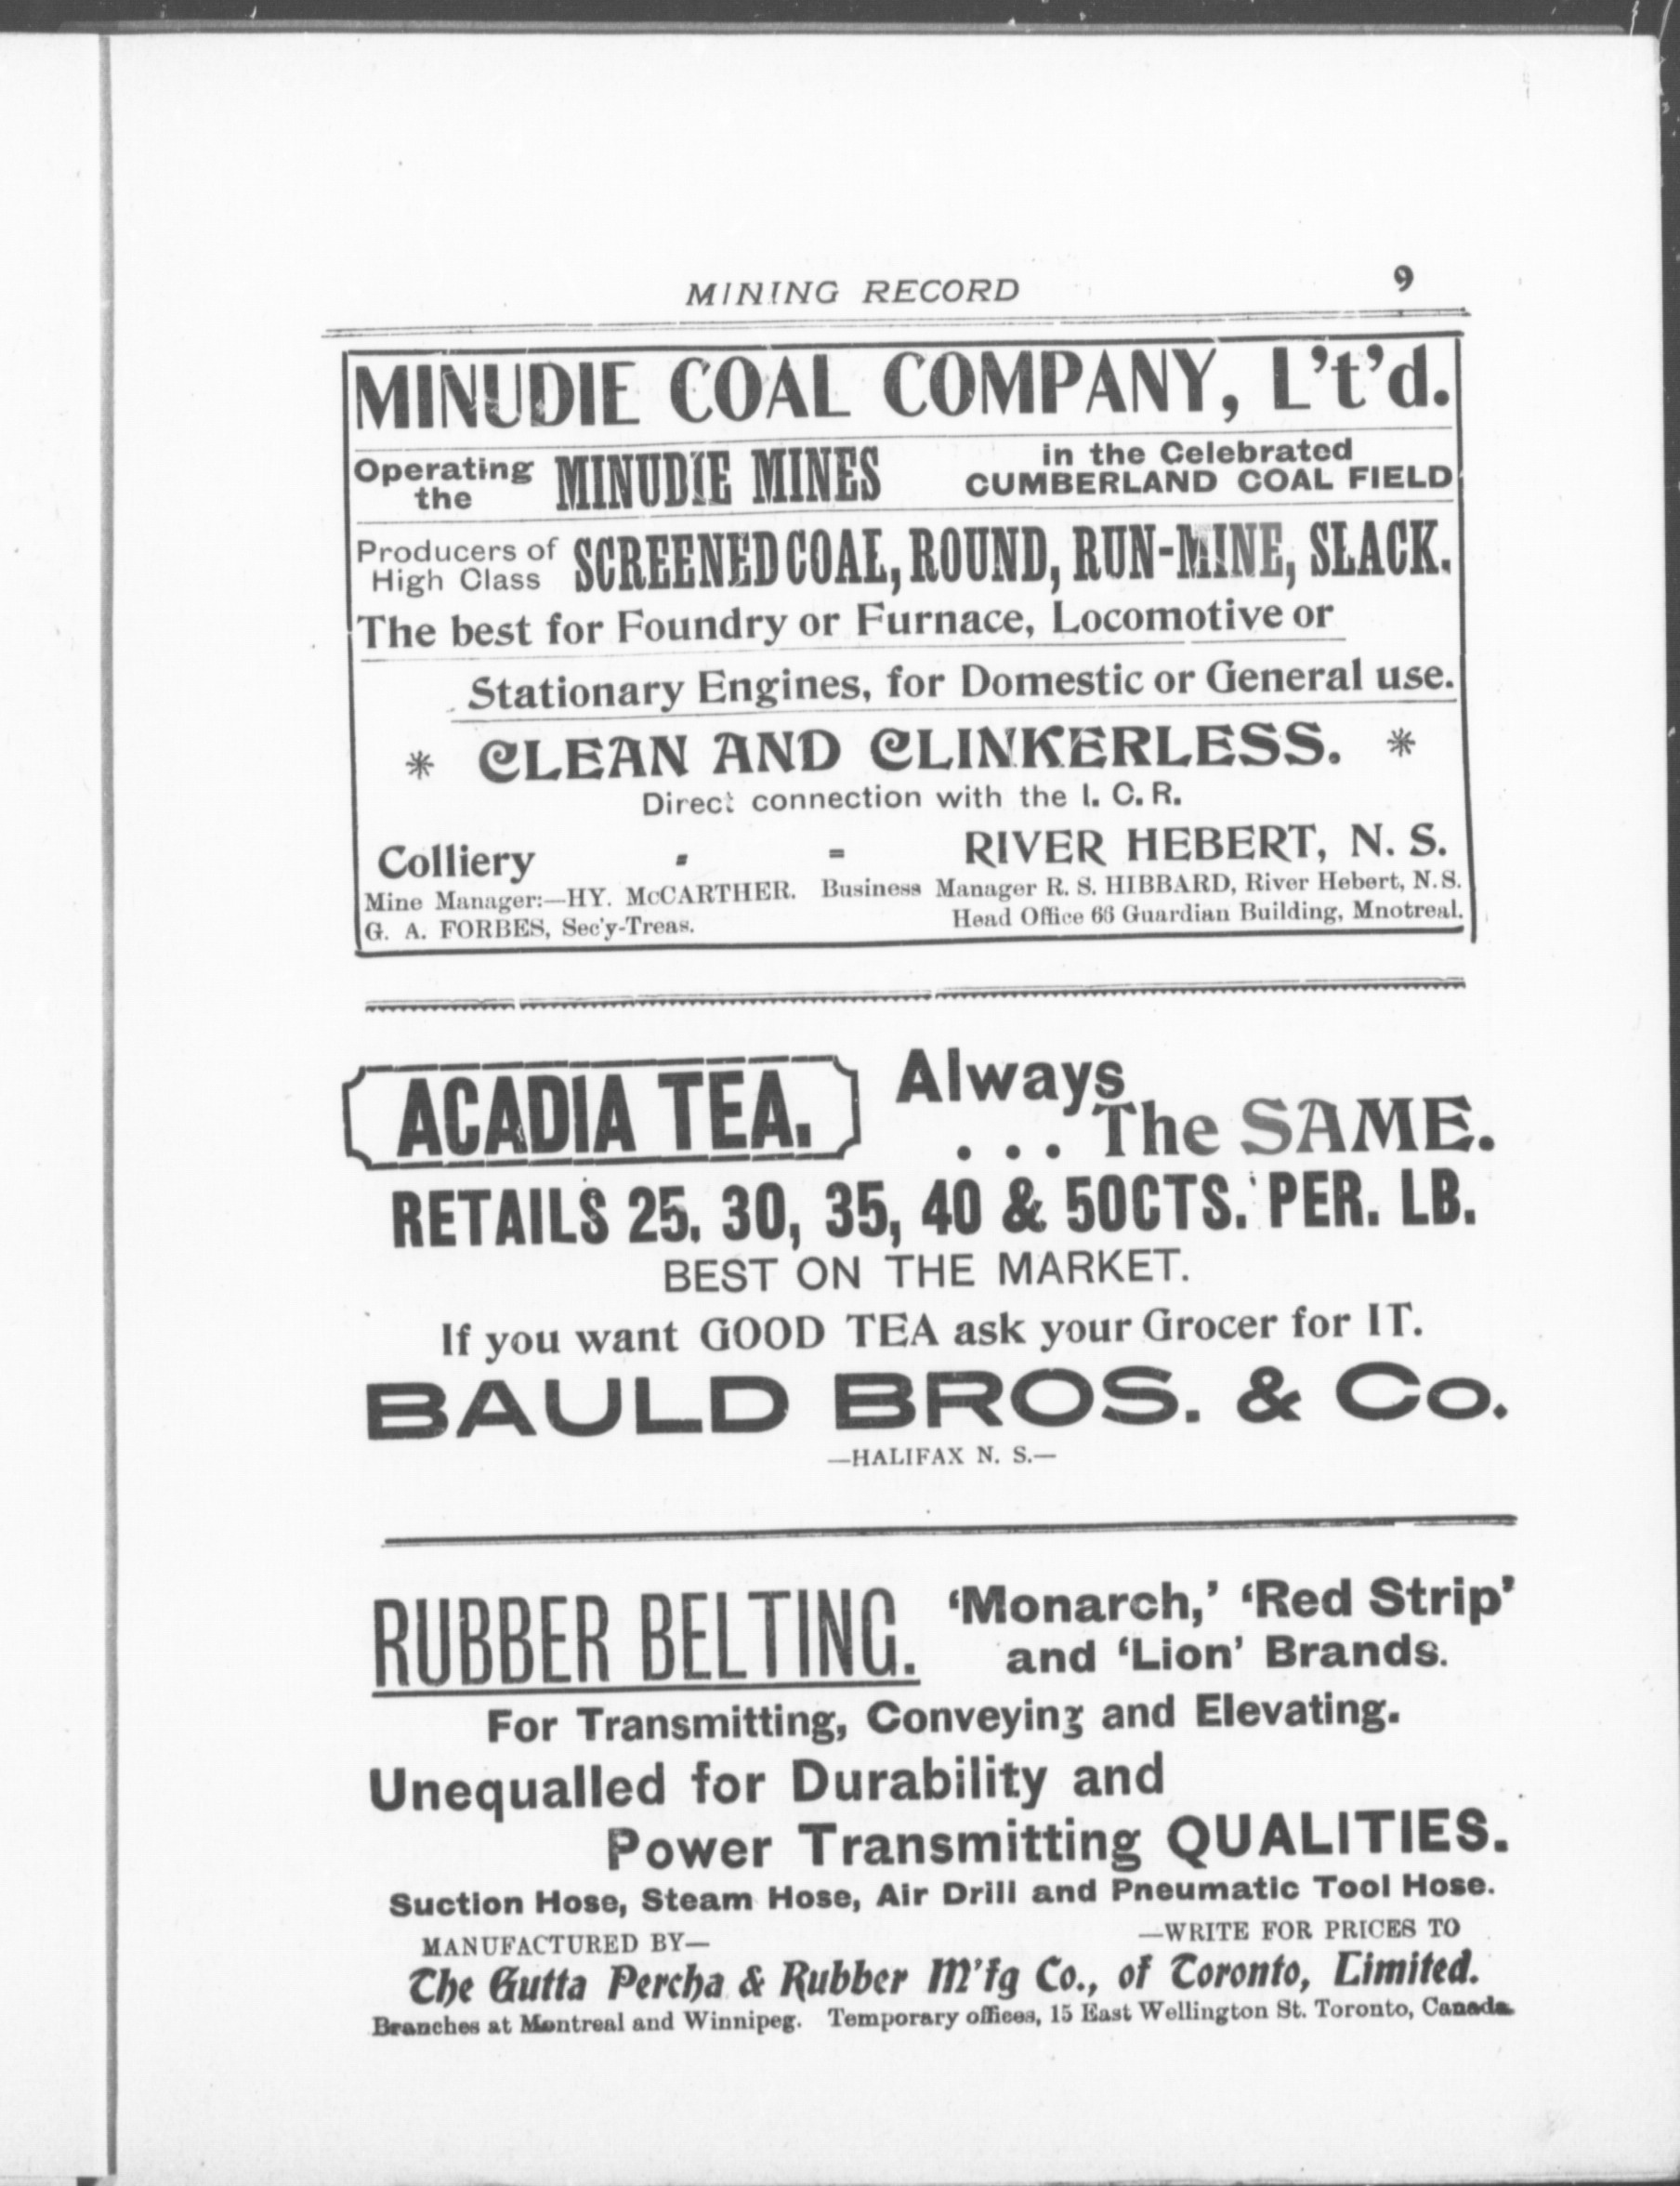 MINING RECORD 9
MINUDIE COAL COMPANY, L't'd.
Operating the MINUDIE MINES in the Celebrated CUMBERLAND COAL FIELD
Producers of High Class SCREENED COAL, ROUND, RUN-MINE, SLACK.
The best for Foundry or Furnace, Locomotive or
Stationary Engines, for Domestic or General use.
* CLEAN AND CLINKERLESS. *
Direct connection with the I. C. R.
Colliery - - RIVER HEBERT, N. S.
Mine Manager:—HY. McCARTHER. Business Manager R. S. HIBBARD, River Hebert, N.S.
G. A. FORBES, Sec'y-Treas. Head Office 66 Guardian Building, Mnotreal.
ACADIA TEA. Always
. . . The SAME.
RETAILS 25. 30, 35, 40 & 50CTS. PER. LB.
BEST ON THE MARKET.
If you want GOOD TEA ask your Grocer for IT.
BAULD BROS. & Co.
—HALIFAX N. S.—
RUBBER BELTING. 'Monarch,' 'Red Strip'
and 'Lion' Brands.
For Transmitting, Conveying and Elevating.
Unequalled for Durability and
Power Transmitting QUALITIES.
Suction Hose, Steam Hose, Air Drill and Pneumatic Tool Hose.
MANUFACTURED BY— —WRITE FOR PRICES TO
The Gutta Percha & Rubber M'fg Co., of Toronto, Limited.
Branches at Montreal and Winnipeg. Temporary offices, 15 East Wellington St. Toronto, Canada.